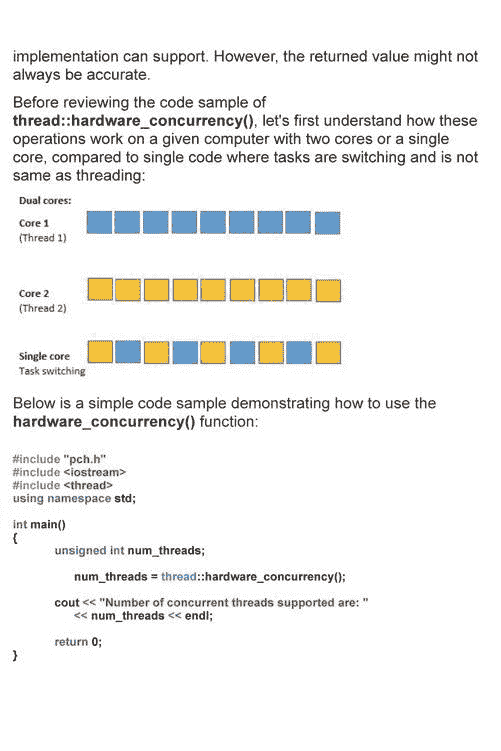 implementation can support. However, the returned value might not
always be accurate.
Before reviewing the code sample of
thread::hardware_concurrency(), let's first understand how these
operations work on a given computer with two cores or a single
core, compared to single code where tasks are switching and is not
same as threading:
Dual cores:
Core 1
(Thread 1)
Core 2
(Thread 2)
Single core
Task switching
Below is a simple code sample demonstrating how to use the
hardware_concurrency() function:
#include "pch.h"
#include <iostream>
#include <thread>
using namespace std;
int main()
{
unsigned int num_threads;
num_threads = thread::hardware_concurrency();
cout << "Number of concurrent threads supported are: "
<< num_threads << endl;
return 0;
}